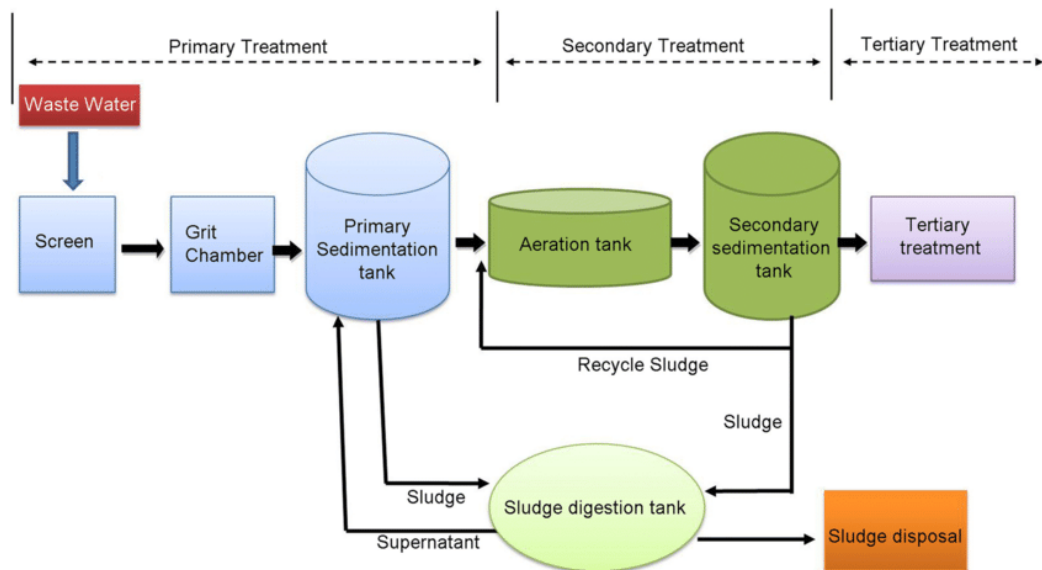 Primary Treatment
Secondary Treatment
Tertiary Treatment
Waste Water
Screen
Grit
Chamber
Primary
Sedimentation
tank
Aeration tank
Secondary
sedimentation
tank
Tertiary
treatment
Recycle Sludge
Sludge
Sludge
Sludge digestion tank
Supernatant
Sludge disposal